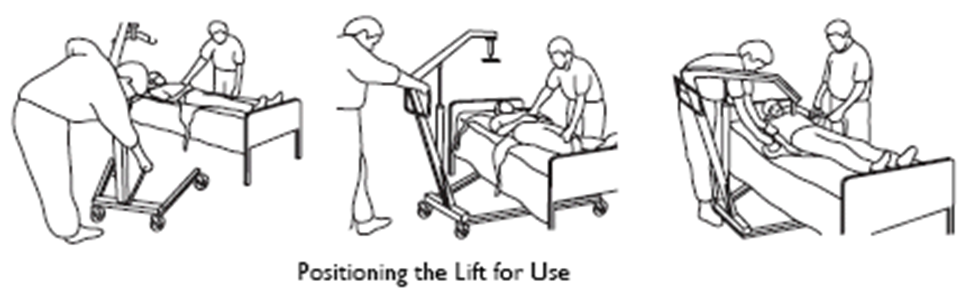 Positioning the Lift for Use